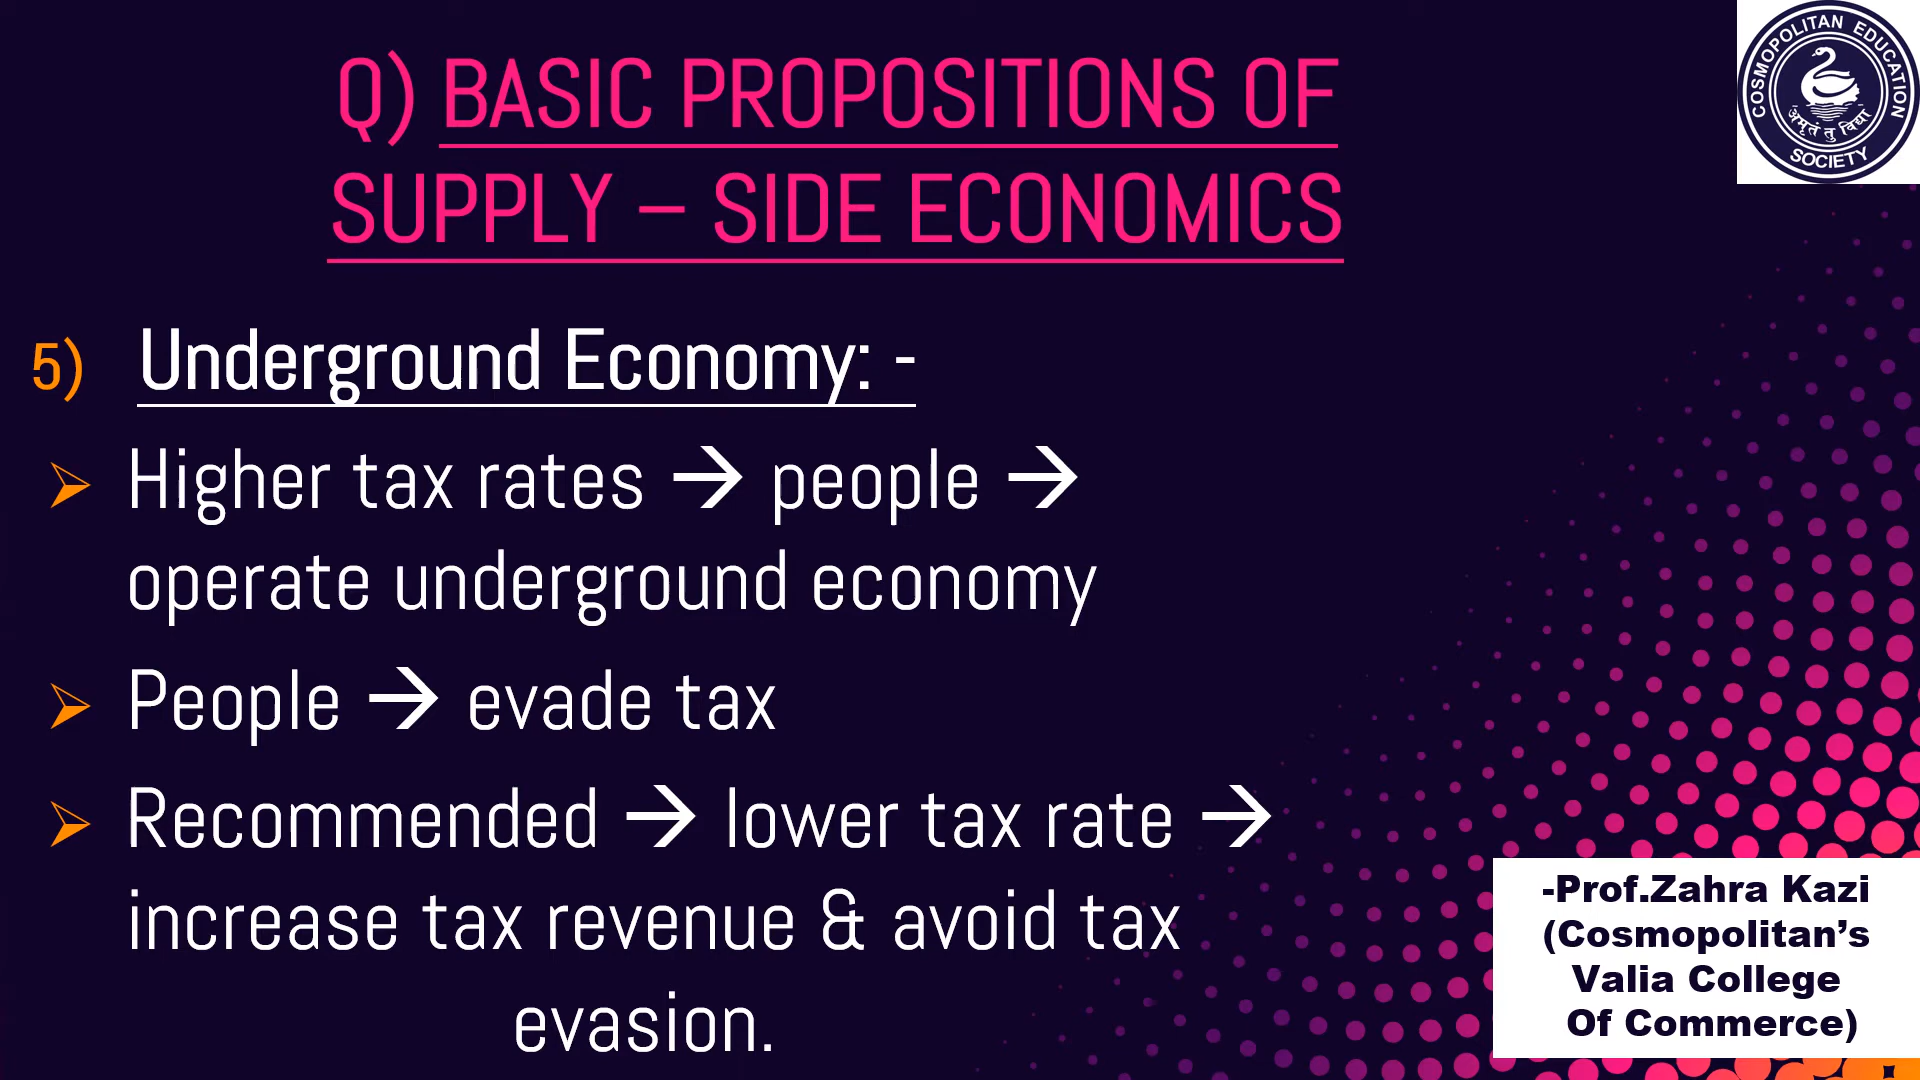 Q) BASIC PROPOSITIONS OF
SUPPLY – SIDE ECONOMICS
COSMOPOLITAN EDUCATION
अमृतं तु विद्या
SOCIETY
5) Underground Economy: -
➢ Higher tax rates → people →
operate underground economy
➢ People → evade tax
➢ Recommended → lower tax rate →
increase tax revenue & avoid tax
evasion.
-Prof.Zahra Kazi
(Cosmopolitan’s
Valia College
Of Commerce)